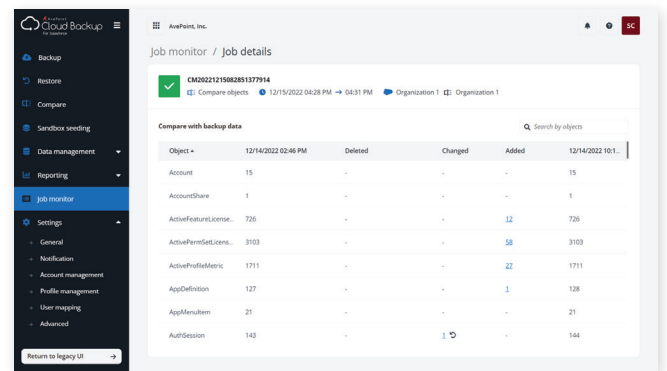 AvePoint
Cloud Backup
for Salesforce
Backup
Restore
Compare
Sandbox seeding
Data management
Reporting
Job monitor
Settings
General
Notification
Account management
Profile management
User mapping
Advanced
Return to legacy UI
AvePoint, Inc.
SC
Job monitor / Job details
CM20221215082851377914
Compare objects 12/15/2022 04:28 PM → 04:31 PM Organization 1 Organization 1
Compare with backup data
Search by objects
Object 12/14/2022 02:46 PM Deleted Changed Added 12/14/2022 10:1...
Account 15 - - - 15
AccountShare 1 - - - 1
ActiveFeatureLicense... 726 - - 12 726
ActivePermSetLicens... 3103 - - 58 3103
ActiveProfileMetric 1711 - - 27 1711
AppDefinition 127 - - 1 128
AppMenuItem 21 - - - 21
AuthSession 143 - 1 - 144